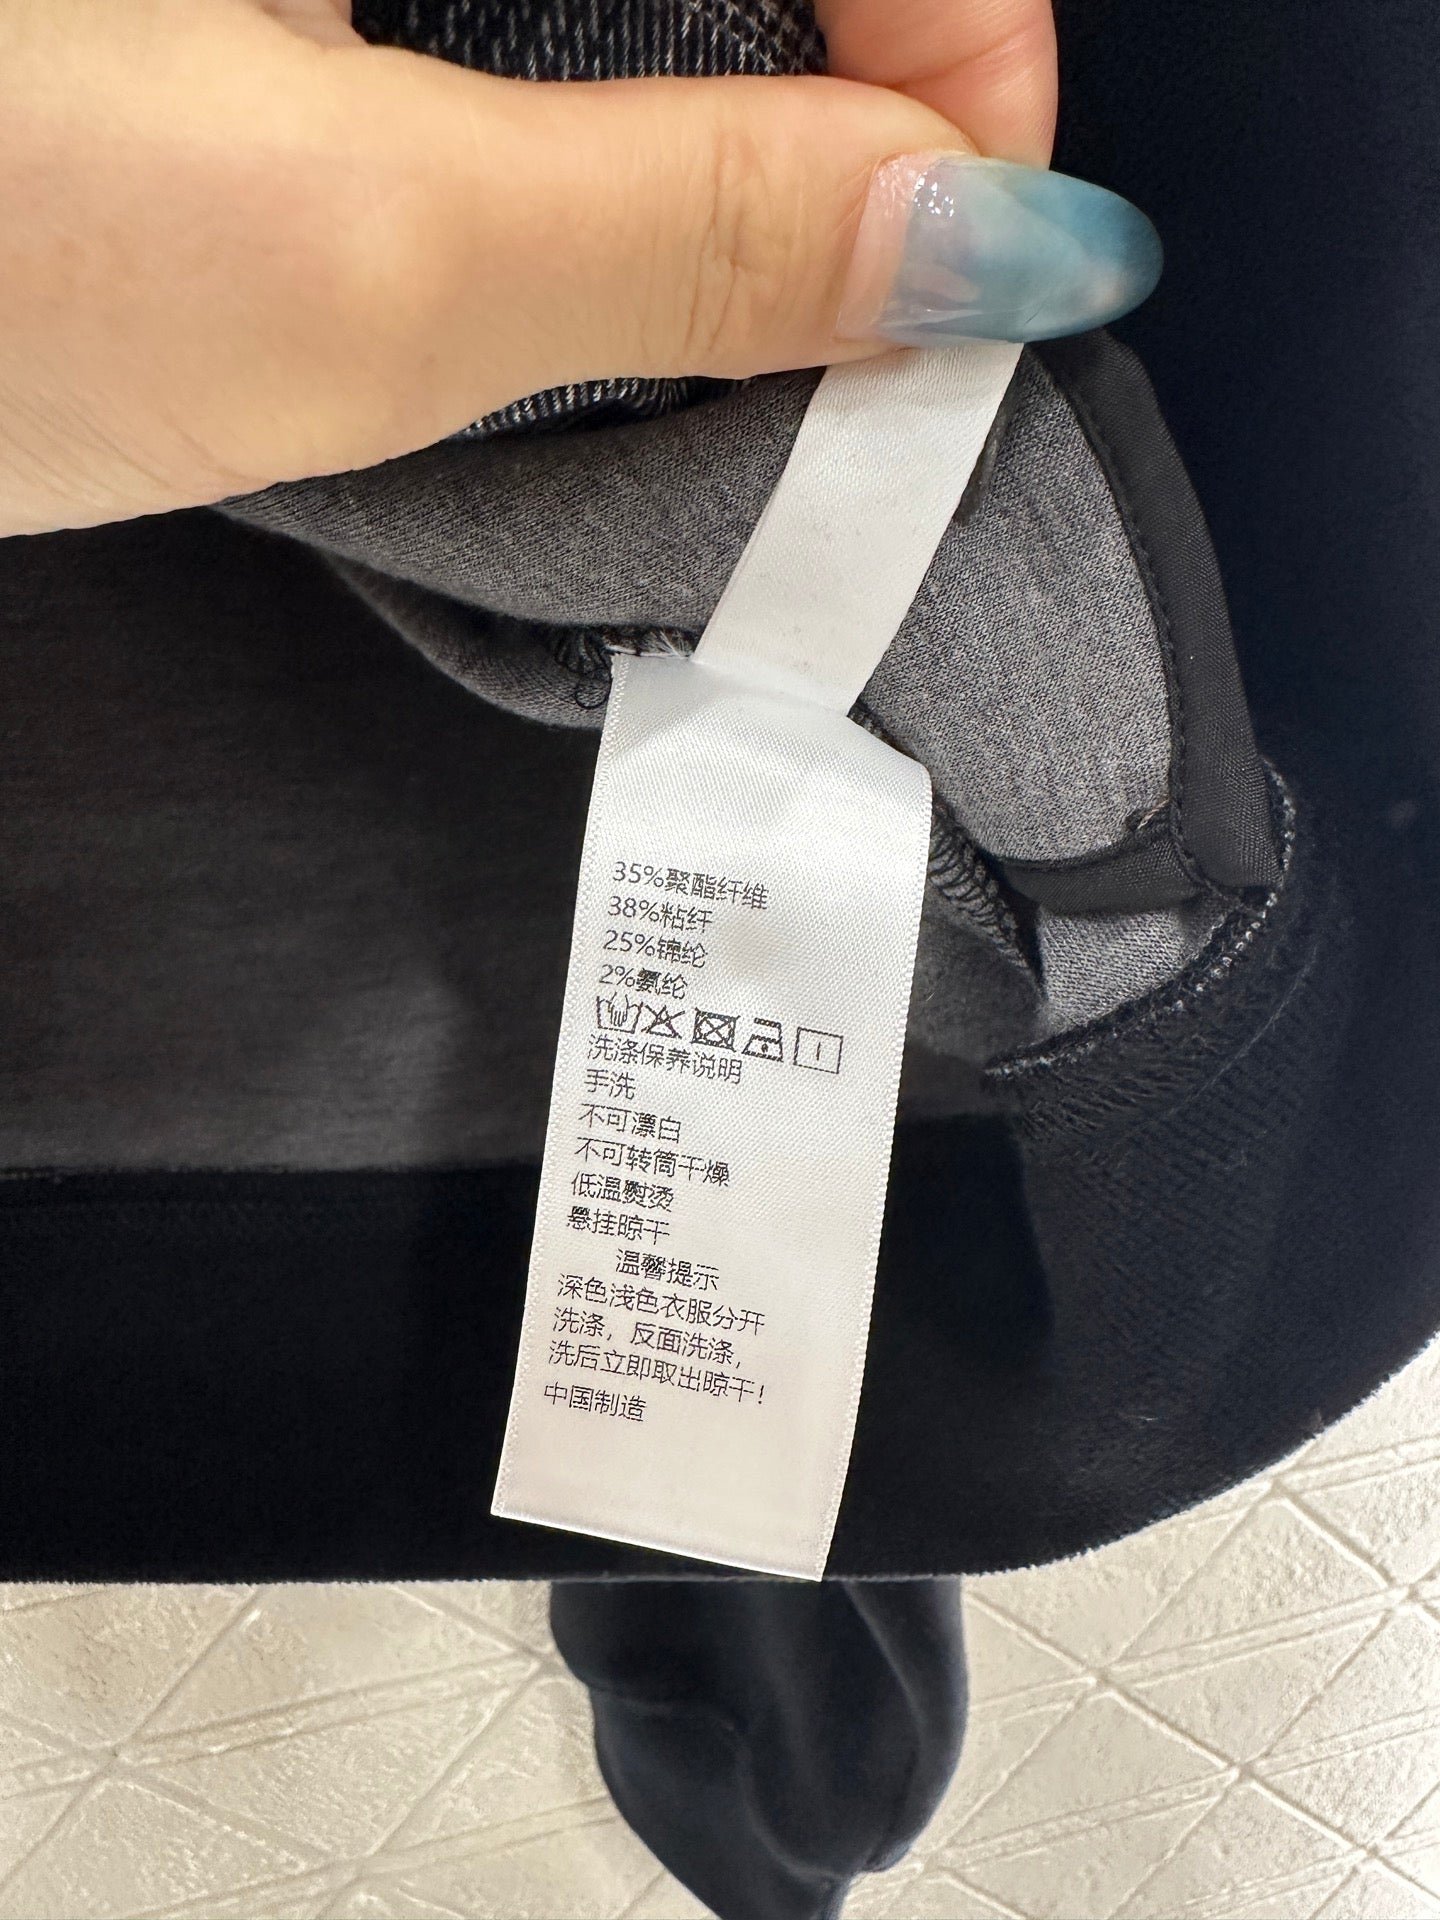 35%聚酯纤维
38%粘纤
25%锦纶
2%氨纶
洗涤保养说明
手洗
不可漂白
不可转筒干燥
低温熨烫
悬挂晾干
温馨提示
深色浅色衣服分开
洗涤，反面洗涤，
洗后立即取出晾干！
中国制造